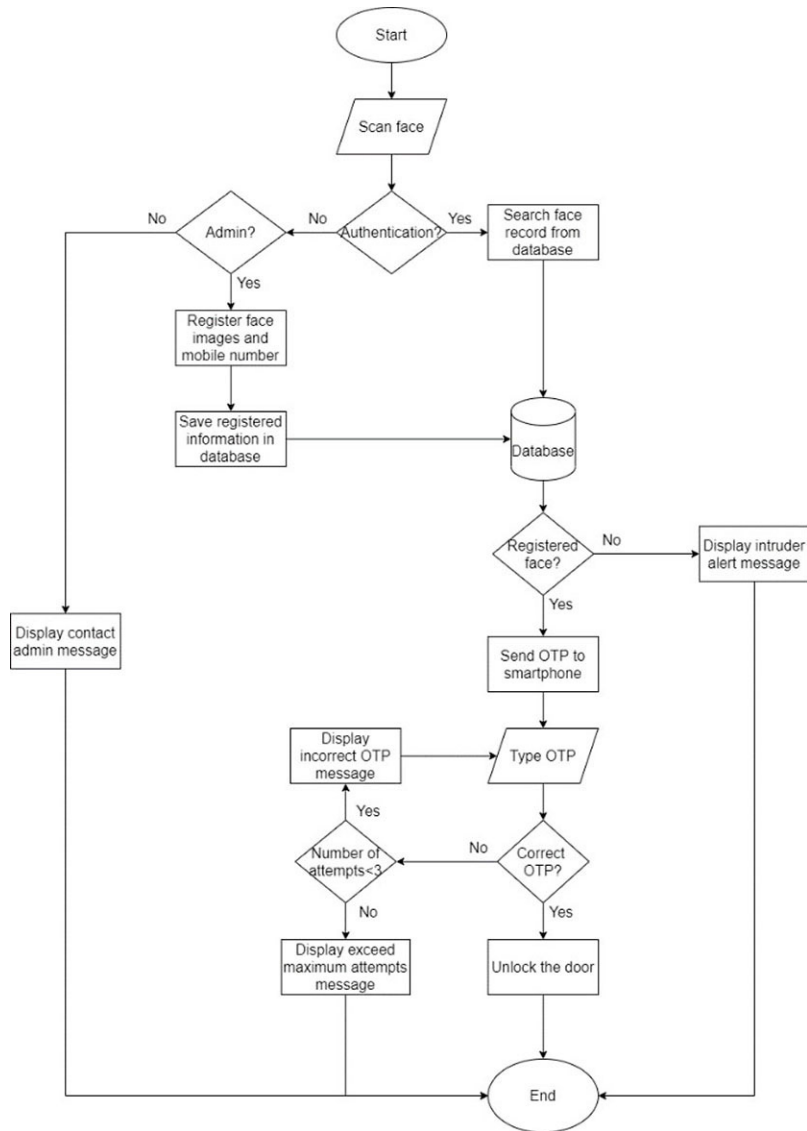 Start
Scan face
No
Admin?
No
Authentication?
Yes
Search face
record from
database
Yes
Register face
images and
mobile number
Save registered
information in
database
Database
Registered
face?
No
Display intruder
alert message
Yes
Display contact
admin message
Send OTP to
smartphone
Display
incorrect OTP
message
Type OTP
Yes
Number of
attempts<3
No
Correct
OTP?
No
Yes
Display exceed
maximum attempts
message
Unlock the door
End